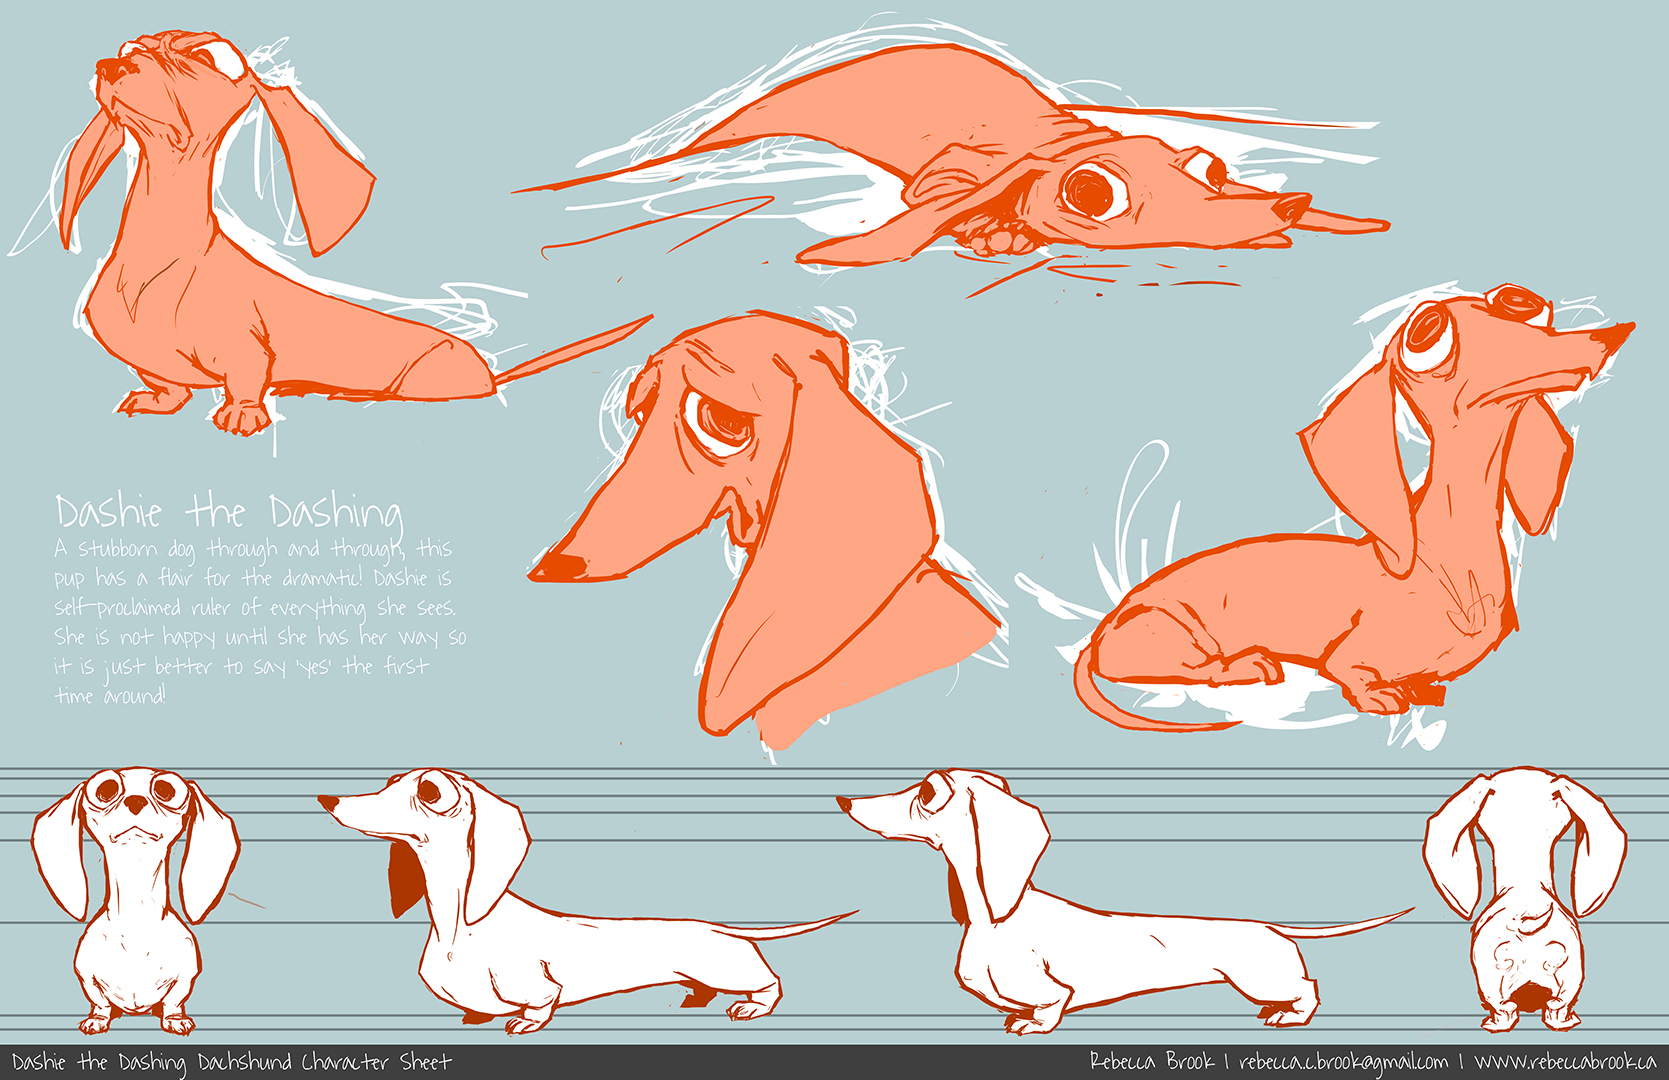 Dashie the Dashing
A stubborn dog through and through, this
pup has a flair for the dramatic! Dashie is
self-proclaimed ruler of everything she sees.
She is not happy until she has her way so
it is just better to say 'yes' the first
time around!
Dashie the Dashing Dachshund Character Sheet
Rebecca Brook | rebecca.c.brook@gmail.com | www.rebeccabrook.ca